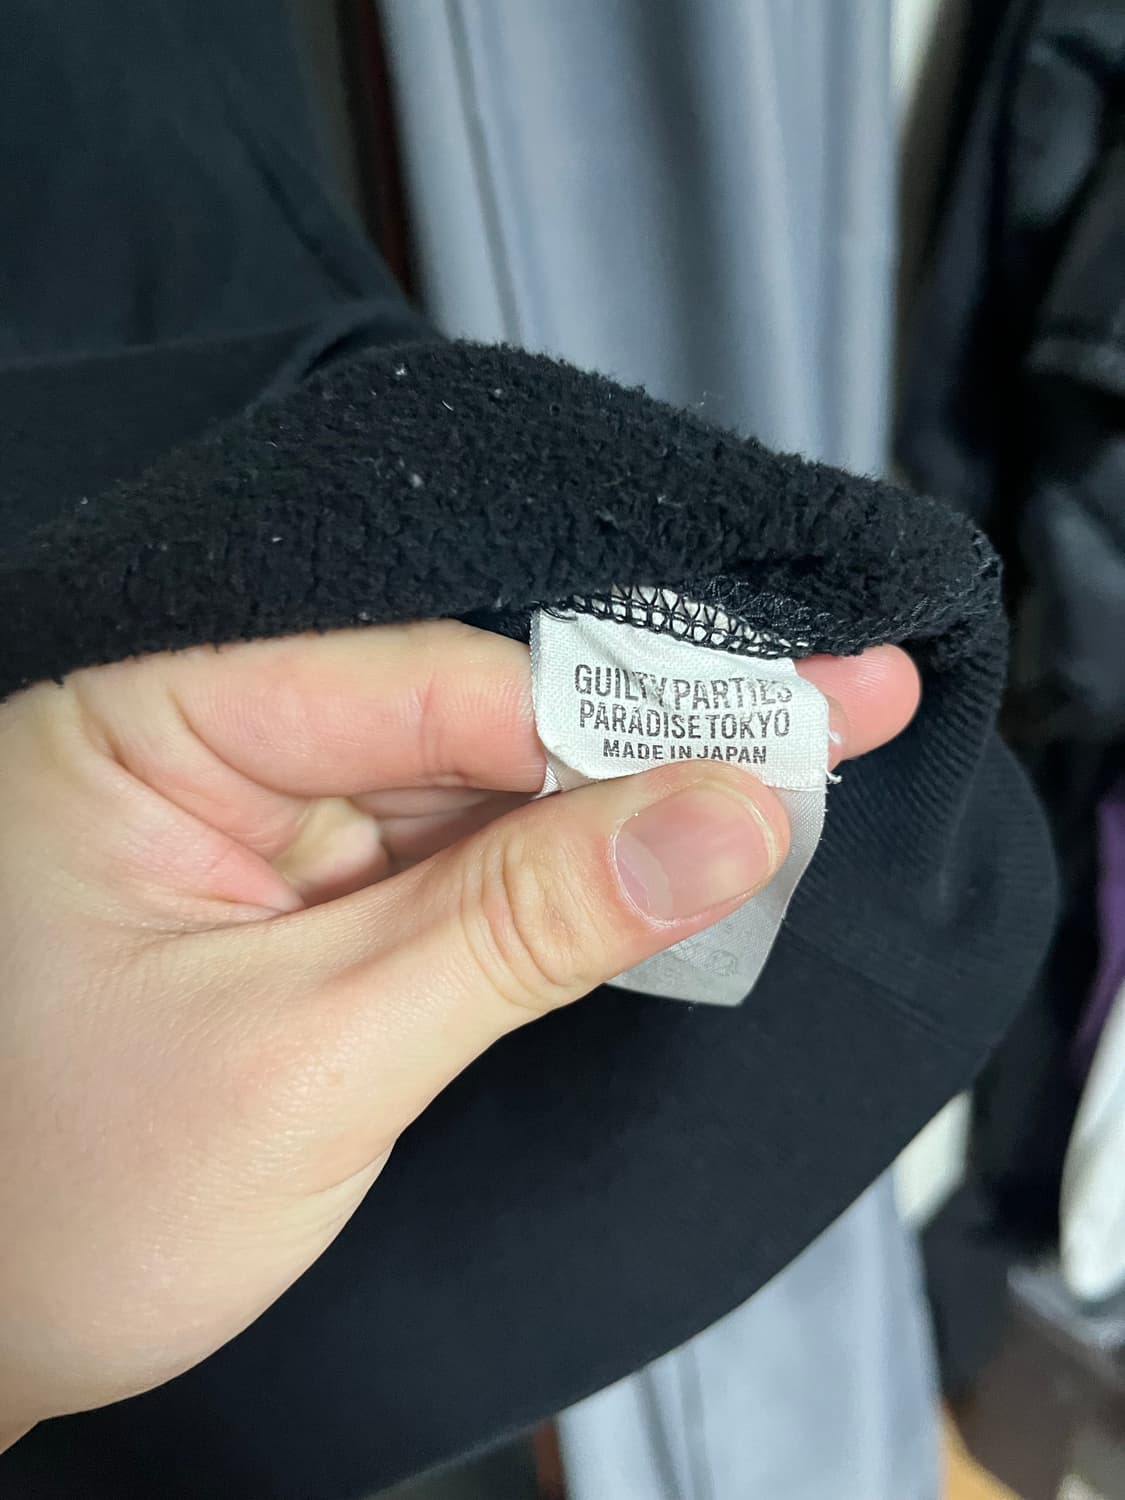 GUILTY PARTIES
PARADISE TOKYO
MADE IN JAPAN